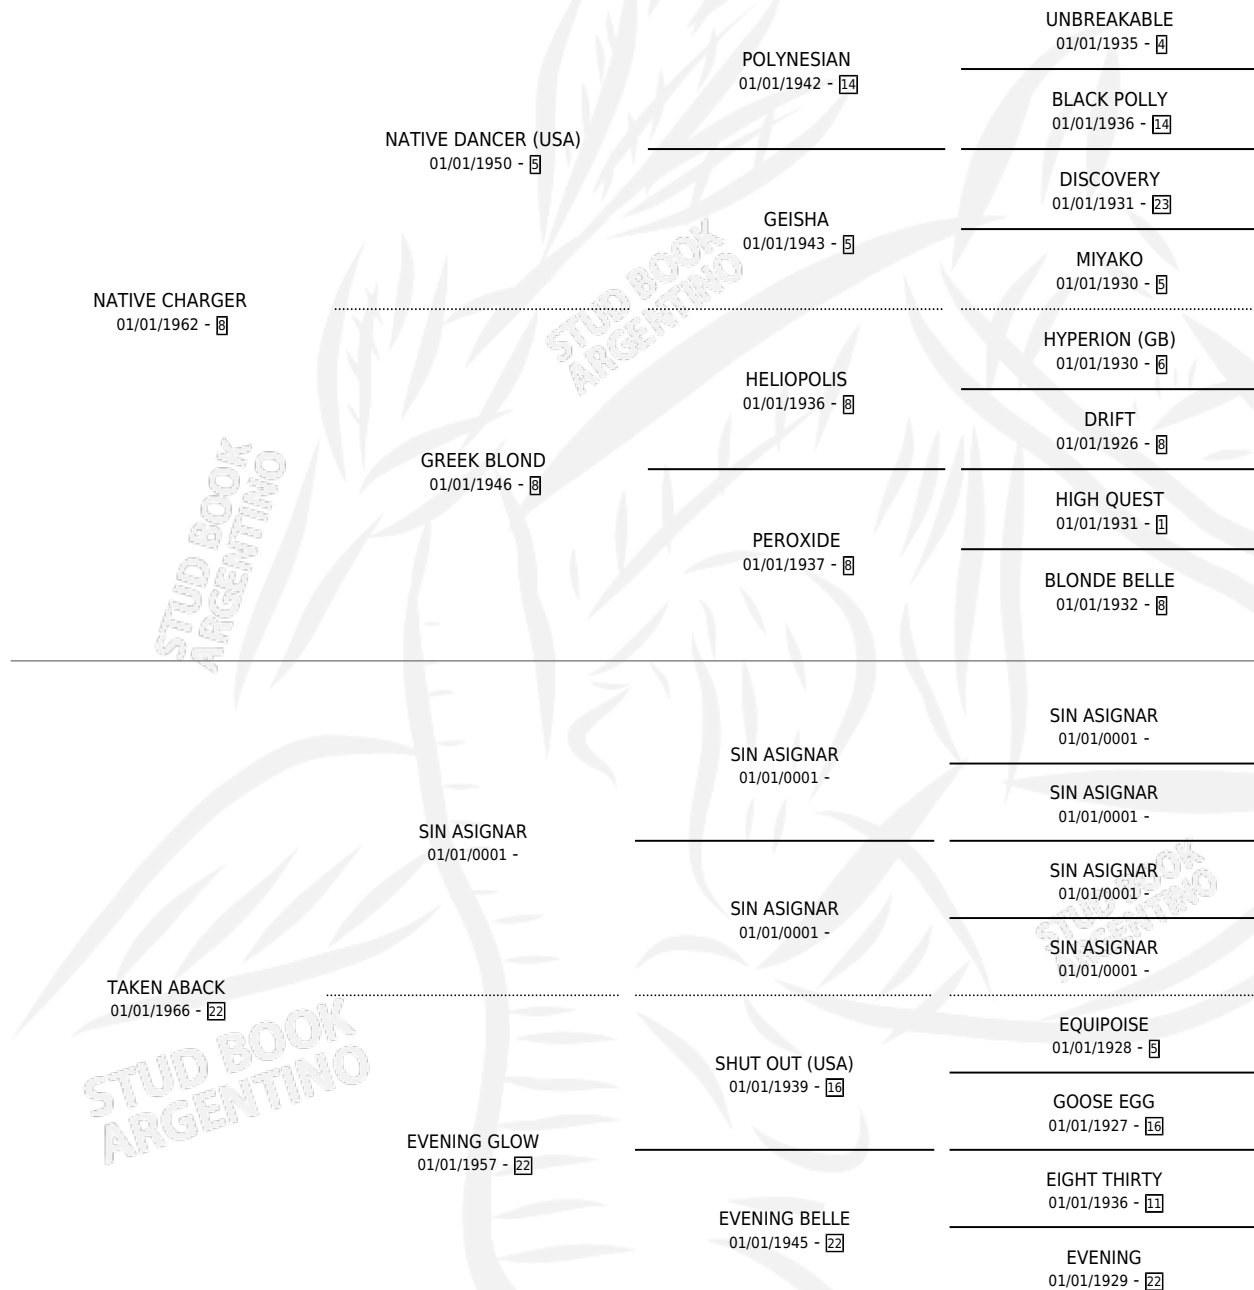 UNBREAKABLE
01/01/1935 - 4
POLYNESIAN
01/01/1942 - 14
BLACK POLLY
01/01/1936 - 14
NATIVE DANCER (USA)
01/01/1950 - 5
DISCOVERY
01/01/1931 - 23
GEISHA
01/01/1943 - 5
MIYAKO
01/01/1930 - 5
NATIVE CHARGER
01/01/1962 - 8
HYPERION (GB)
01/01/1930 - 6
HELIOPOLIS
01/01/1936 - 8
DRIFT
01/01/1926 - 8
GREEK BLOND
01/01/1946 - 8
HIGH QUEST
01/01/1931 - 1
PEROXIDE
01/01/1937 - 8
BLONDE BELLE
01/01/1932 - 8
SIN ASIGNAR
01/01/0001 -
SIN ASIGNAR
01/01/0001 -
SIN ASIGNAR
01/01/0001 -
SIN ASIGNAR
01/01/0001 -
SIN ASIGNAR
01/01/0001 -
SIN ASIGNAR
01/01/0001 -
SIN ASIGNAR
01/01/0001 -
TAKEN ABACK
01/01/1966 - 22
EQUIPOISE
01/01/1928 - 5
SHUT OUT (USA)
01/01/1939 - 16
GOOSE EGG
01/01/1927 - 16
EVENING GLOW
01/01/1957 - 22
EIGHT THIRTY
01/01/1936 - 11
EVENING BELLE
01/01/1945 - 22
EVENING
01/01/1929 - 22
STUD BOOK
ARGENTINO
STUD BOOK
ARGENTINO
STUD BOOK
ARGENTINO
STUD BOOK
ARGENTINO